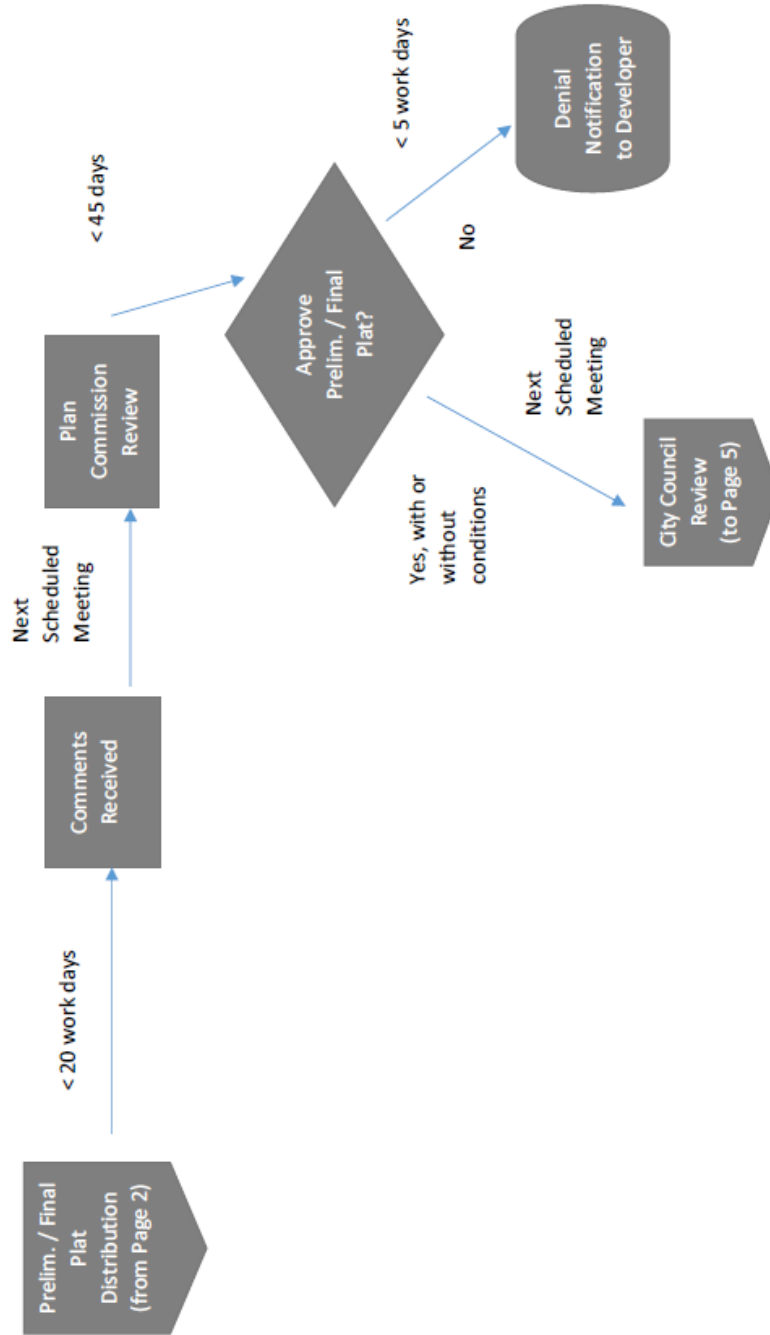 Prelim. / Final
Plat
Distribution
(from Page 2)
< 20 work days
Comments
Received
Next
Scheduled
Meeting
Plan
Commission
Review
< 45 days
Approve
Prelim. / Final
Plat?
Yes, with or
without
conditions
Next
Scheduled
Meeting
City Council
Review
(to Page 5)
No
< 5 work days
Denial
Notification
to Developer